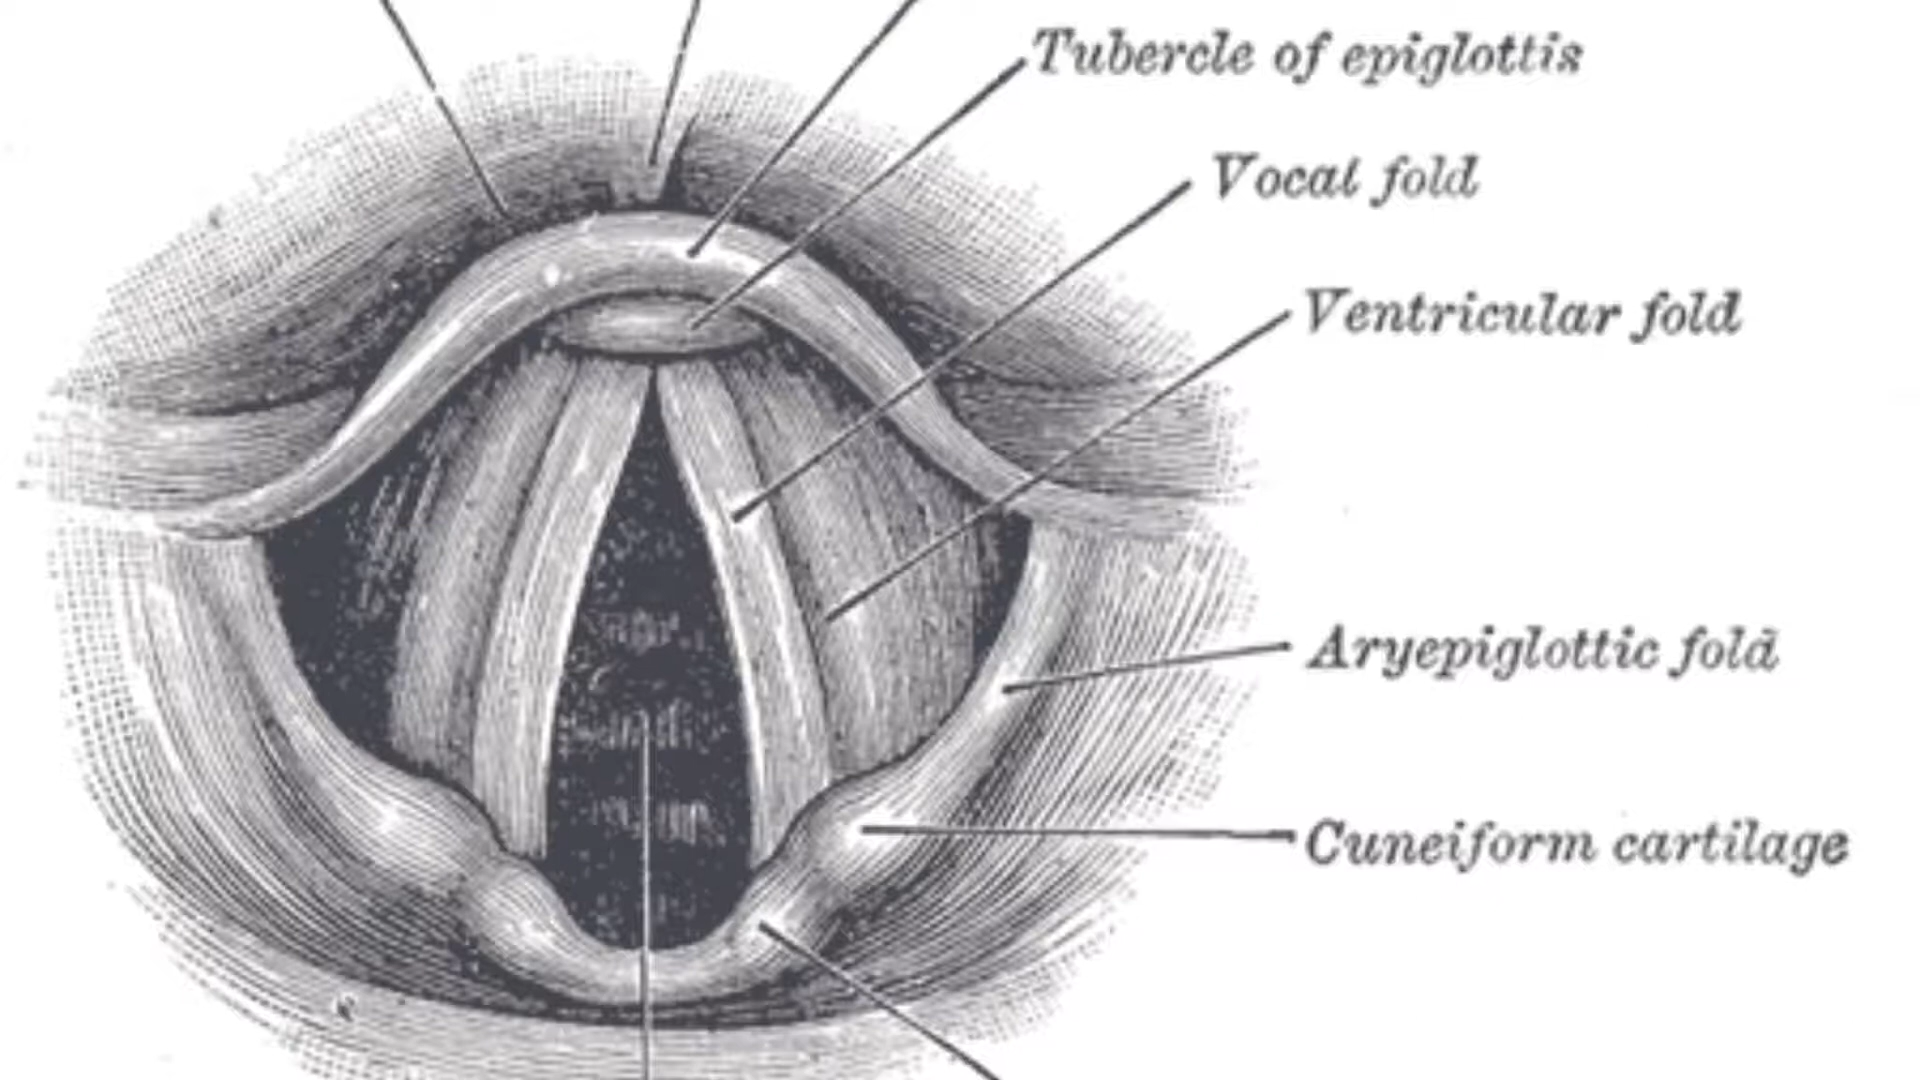 Tubercle of epiglottis
Vocal fold
Ventricular fold
Aryepiglottic fold
Cuneiform cartilage